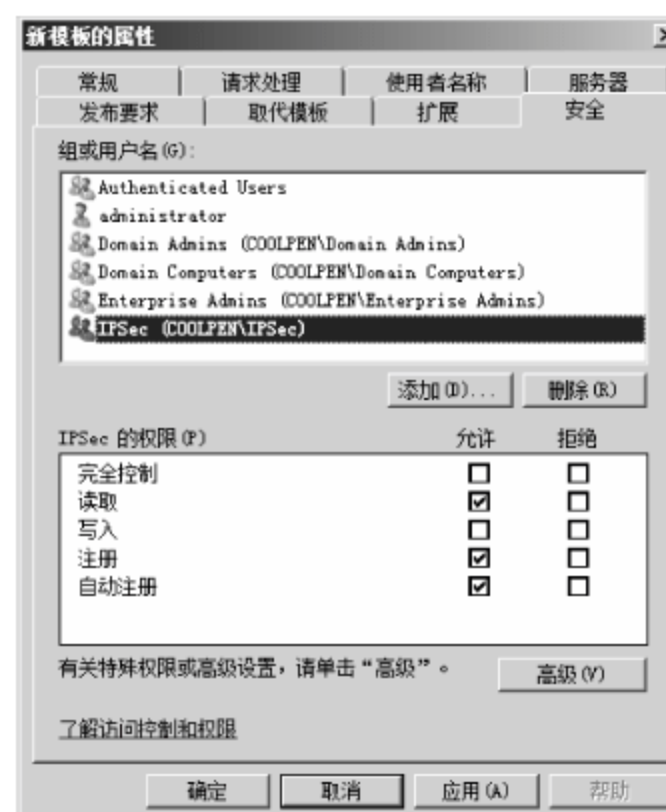 新模板的属性
常规 请求处理 使用者名称 服务器
发布要求 取代模板 扩展 安全
组或用户名(G):
Authenticated Users
administrator
Domain Admins (COOLPEN\Domain Admins)
Domain Computers (COOLPEN\Domain Computers)
Enterprise Admins (COOLPEN\Enterprise Admins)
IPSec (COOLPEN\IPSec)
添加(D)... 删除(R)
IPSec 的权限(P) 允许 拒绝
完全控制
读取
写入
注册
自动注册
有关特殊权限或高级设置，请单击“高级”。 高级(V)
了解访问控制和权限
确定 取消 应用(A) 帮助